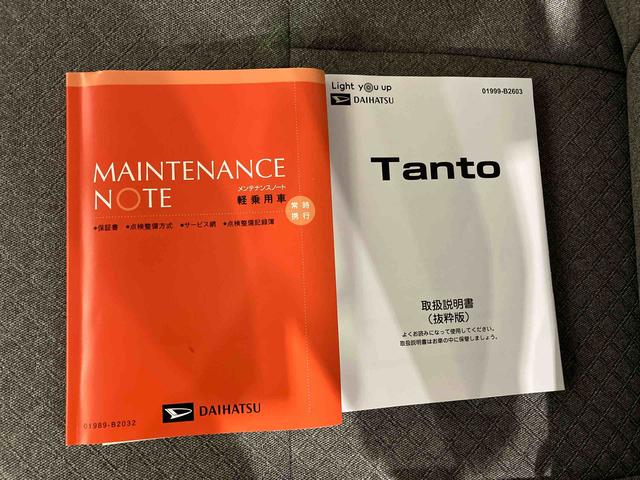 MAINTENANCE
NOTE
メンテナンスノート
軽乗用車
常時
携行
●保証書 ●点検整備方式 ●サービス網 ●点検整備記録簿
01989-B2032
DAIHATSU
Light you up
DAIHATSU
01999-B2603
Tanto
取扱説明書
（抜粋版）
よくお読みになって使用してください。
取扱説明書はお車の中に保管しましょう。